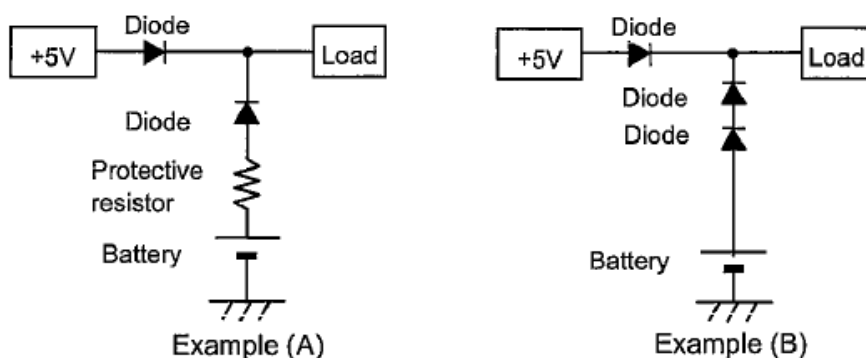 Diode
+5V
Load
Diode
Protective
resistor
Battery
Example (A)
Diode
+5V
Load
Diode
Diode
Battery
Example (B)